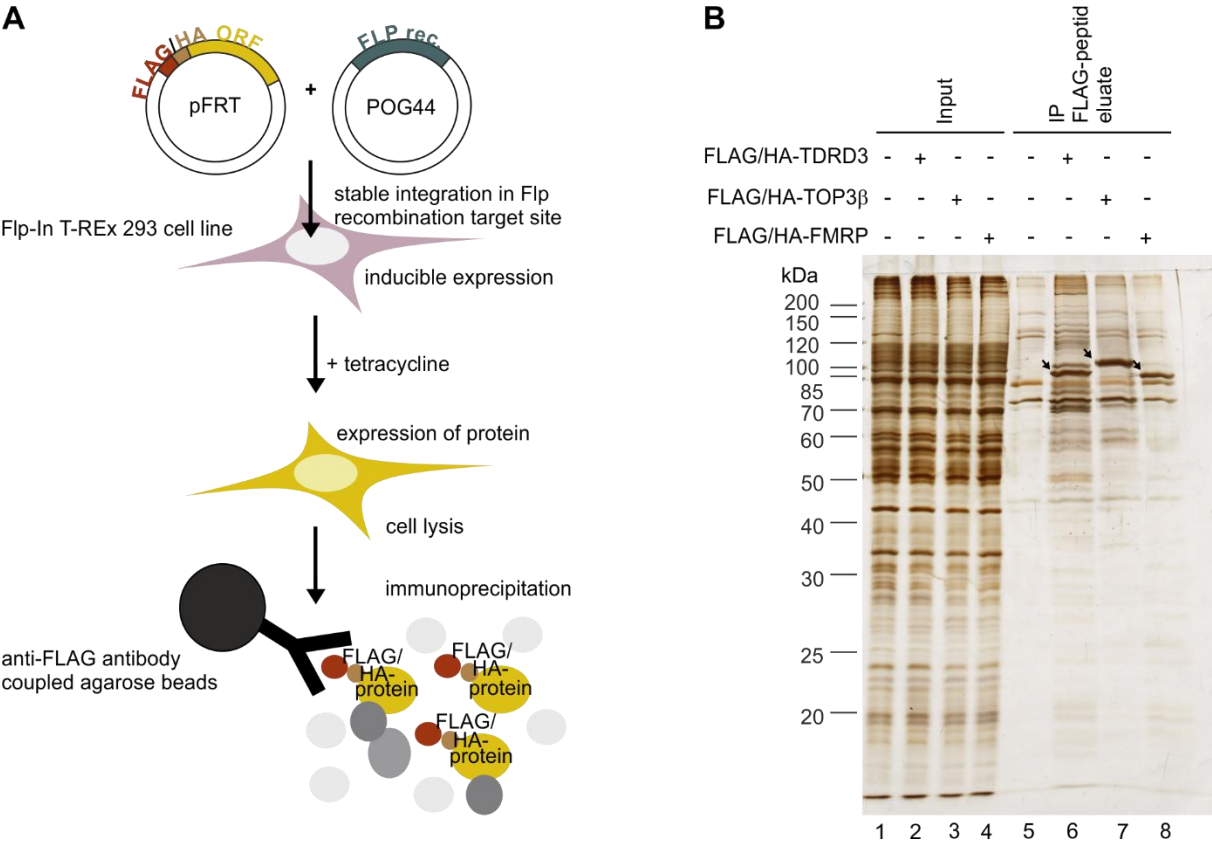 A
FLAG/HA ORF
pFRT
+
FLP rec.
POG44
stable integration in Flp
recombination target site
Flp-In T-REx 293 cell line
inducible expression
+ tetracycline
expression of protein
cell lysis
immunoprecipitation
anti-FLAG antibody
coupled agarose beads
FLAG/
HA-
protein
FLAG/
HA-
protein
FLAG/
HA-
protein
B
Input
IP
FLAG-peptid
eluate
FLAG/HA-TDRD3 - + - - - + - -
FLAG/HA-TOP3β - - + - - - + -
FLAG/HA-FMRP - - - + - - - +
kDa
200
150
120
100
85
70
60
50
40
30
25
20
1 2 3 4 5 6 7 8